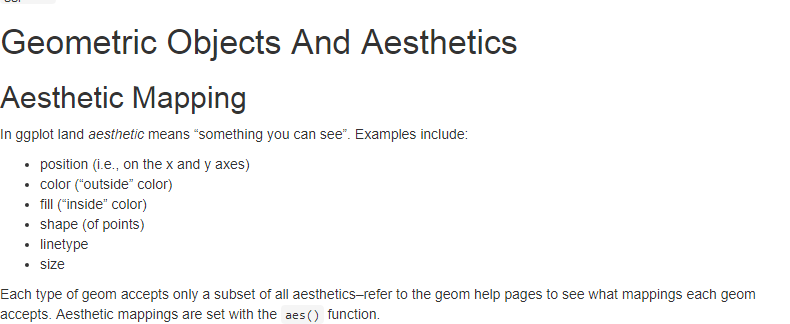 Geometric Objects And Aesthetics
Aesthetic Mapping
In ggplot land aesthetic means “something you can see”. Examples include:
• position (i.e., on the x and y axes)
• color (“outside” color)
• fill (“inside” color)
• shape (of points)
• linetype
• size
Each type of geom accepts only a subset of all aesthetics–refer to the geom help pages to see what mappings each geom
accepts. Aesthetic mappings are set with the aes() function.